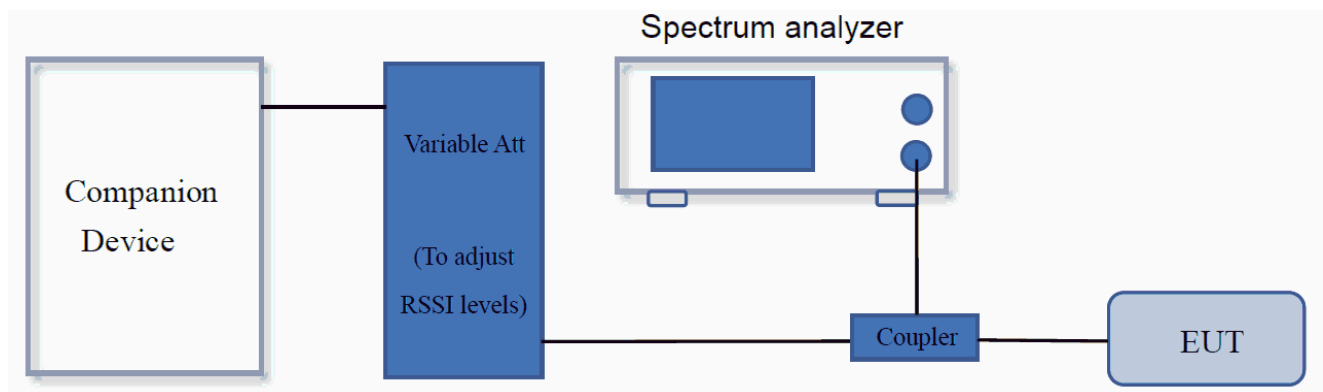 Spectrum analyzer
Companion
Device
Variable Att
(To adjust
RSSI levels)
Coupler
EUT